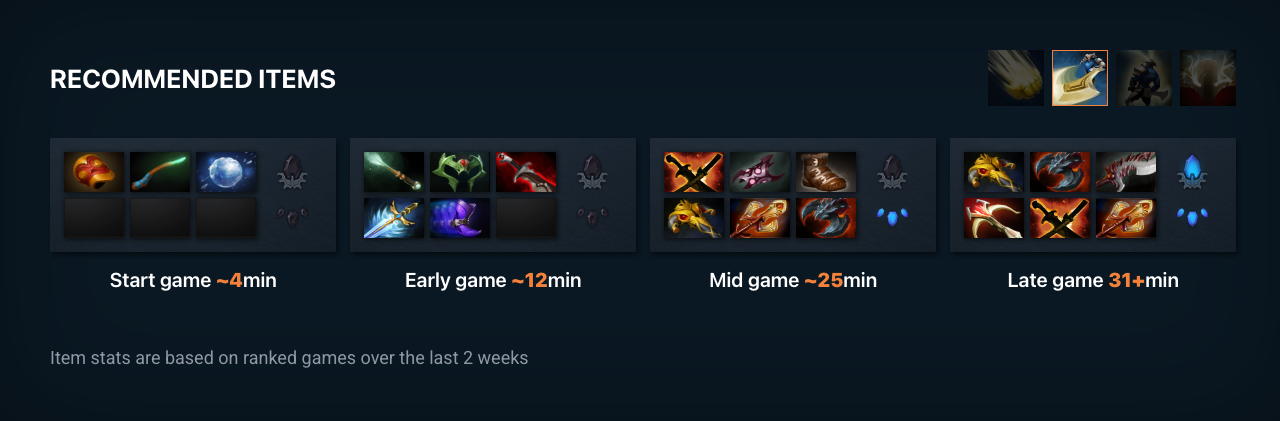 RECOMMENDED ITEMS
Start game ~4min
Early game ~12min
Mid game ~25min
Late game 31+min
Item stats are based on ranked games over the last 2 weeks